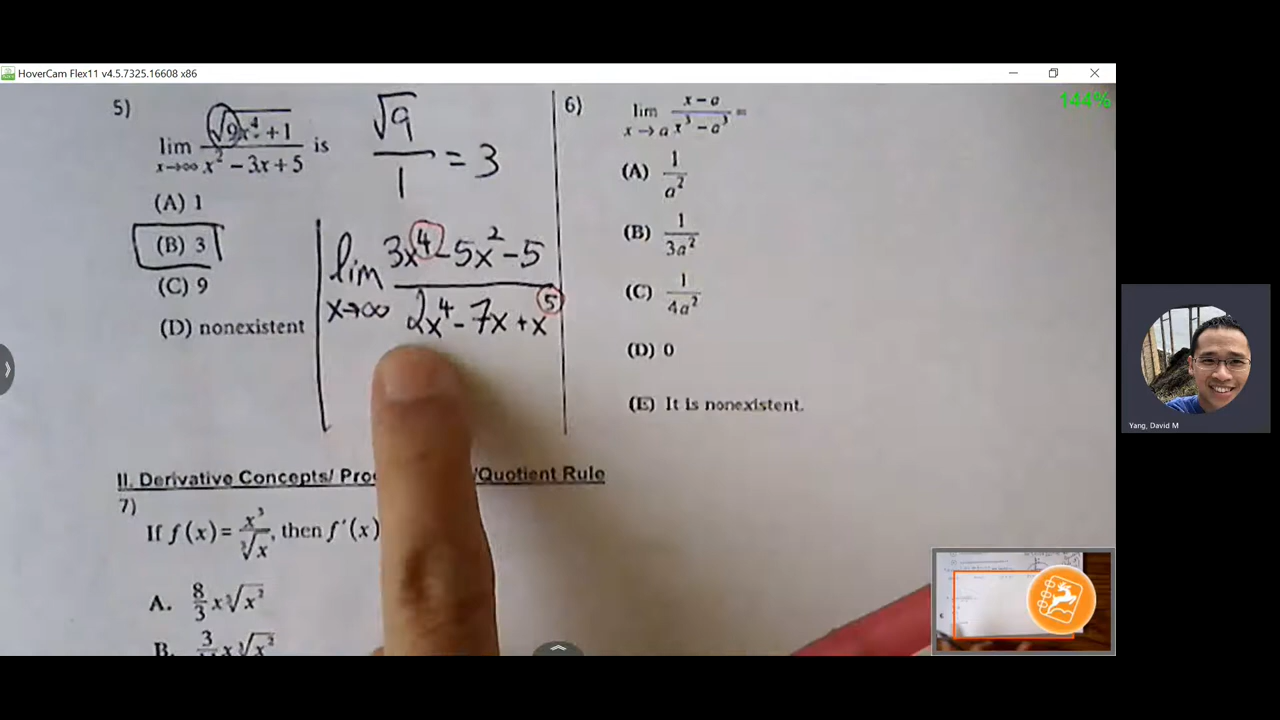 HoverCam Flex11 v4.5.7325.16608 x86
144%
5)
lim x→∞ √(9x⁴ + 1) / (x² − 3x + 5) is
√9 / 1 = 3
(A) 1
(B) 3
(C) 9
(D) nonexistent
lim x→∞ (3x⁴ − 5x² − 5) / (2x⁴ − 7x + x⁵)
6)
lim x→a (x − a) / (x³ − a³) =
(A) 1/a²
(B) 1/3a²
(C) 1/4a²
(D) 0
(E) It is nonexistent.
II. Derivative Concepts/ /Quotient Rule
7)
If f(x) = x³ / ∛x, then f′(x)
A. 8/3 x∛x²
B.
Yang, David M